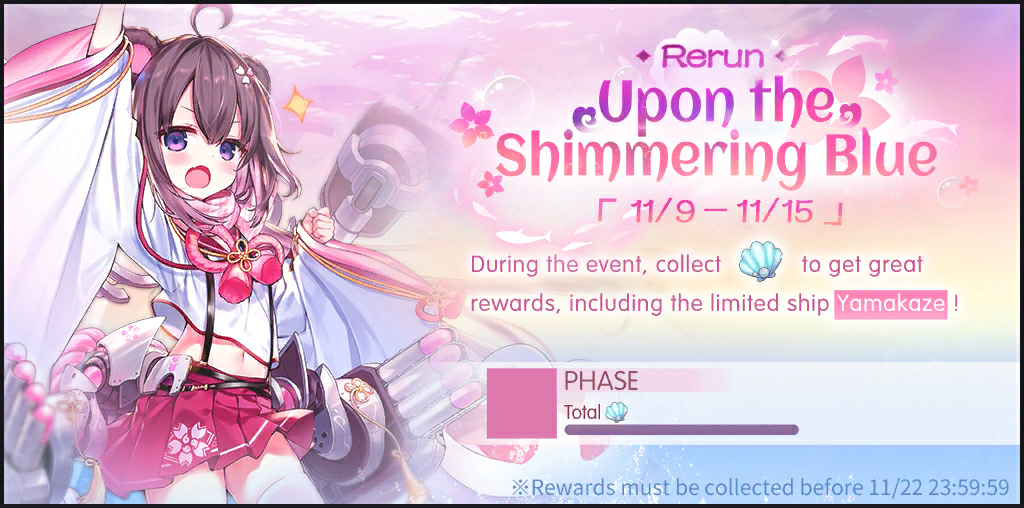 Rerun
Upon the
Shimmering Blue
「 11/9 — 11/15 」
During the event, collect to get great
rewards, including the limited ship Yamakaze !
PHASE
Total
※Rewards must be collected before 11/22 23:59:59